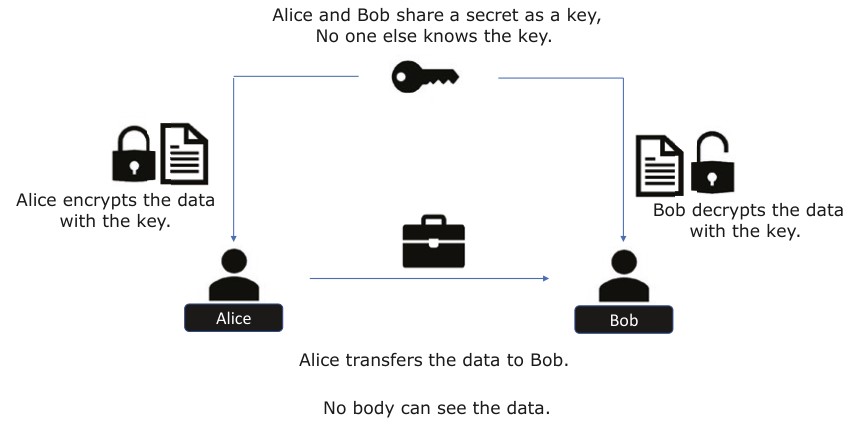 Alice and Bob share a secret as a key,
No one else knows the key.
Alice encrypts the data
with the key.
Bob decrypts the data
with the key.
Alice
Bob
Alice transfers the data to Bob.
No body can see the data.